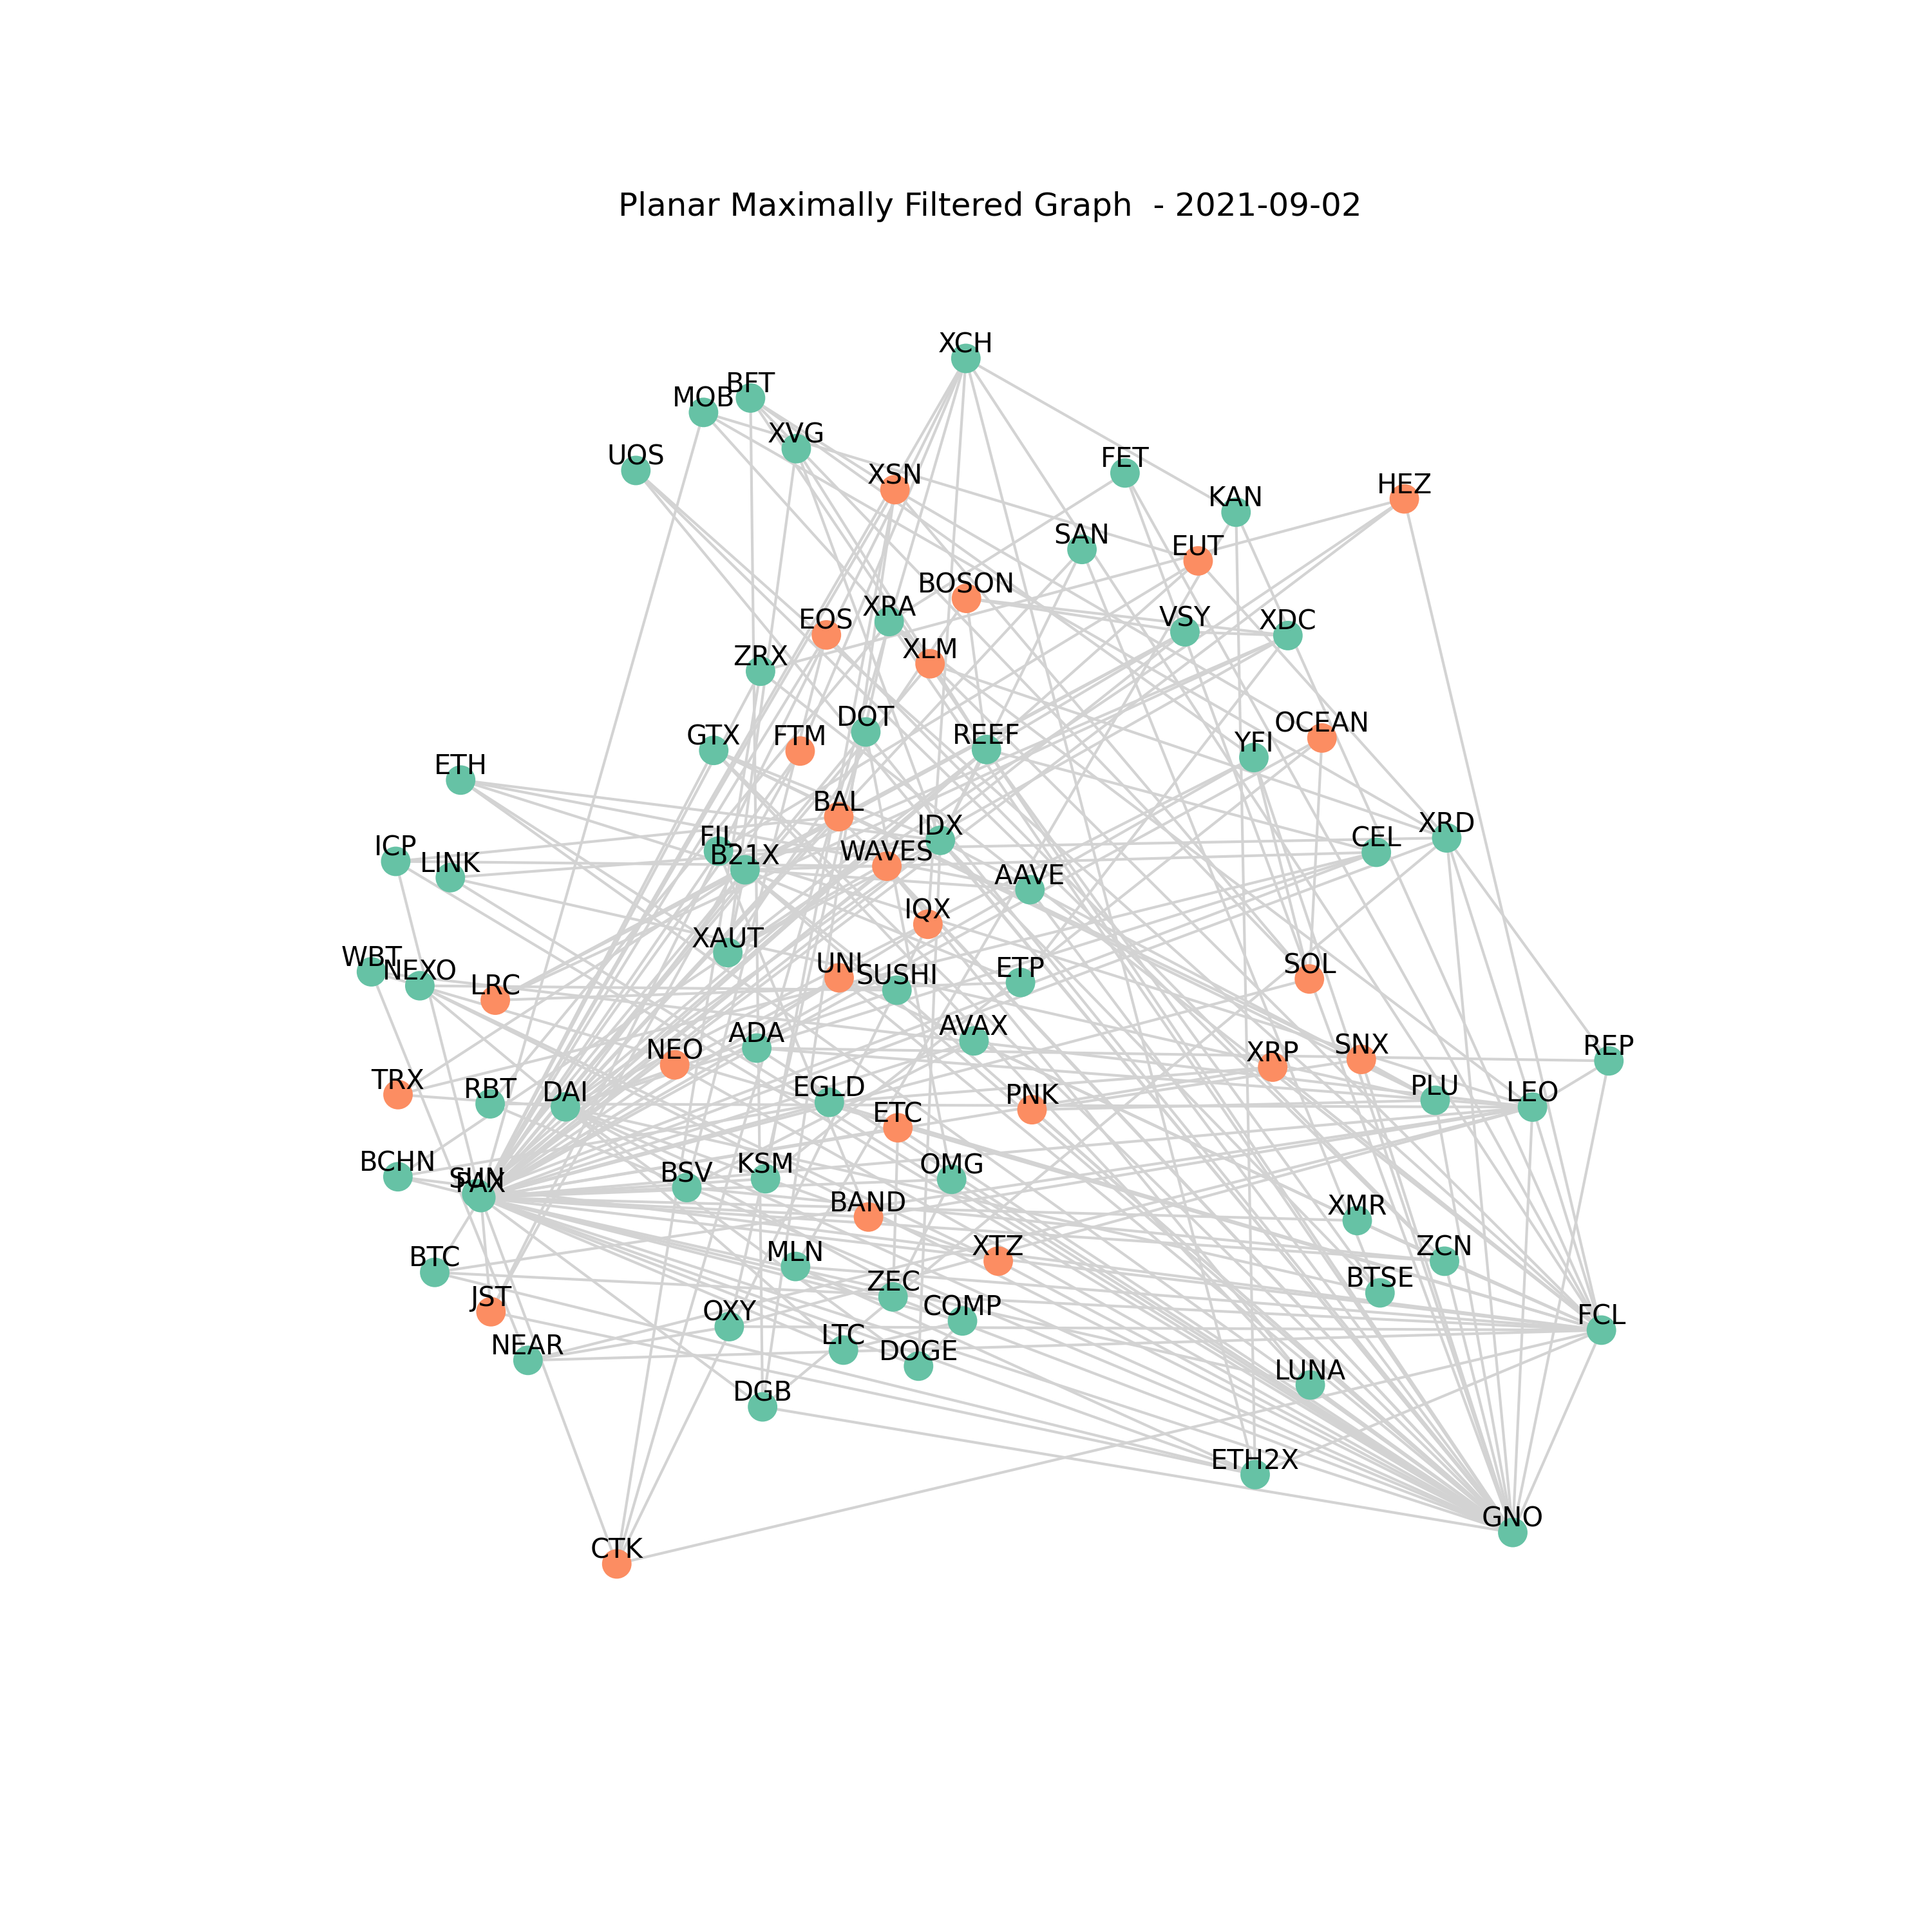 Planar Maximally Filtered Graph - 2021-09-02
XCH
BFT
MOB
XVG
UOS
FET
XSN
HEZ
KAN
SAN
EUT
BOSON
XRA
VSY
EOS
XDC
XLM
ZRX
DOT
OCEAN
GTX
FTM
REEF
YFI
ETH
BAL
XRD
IDX
FIL
CEL
ICP
B21X
WAVES
LINK
AAVE
IQX
XAUT
WBT
UNI
SOL
ETP
NEXO
SUSHI
LRC
AVAX
ADA
SNX
REP
NEO
XRP
TRX
PLU
RBT
EGLD
DAI
LEO
PNK
ETC
BCHN
KSM
OMG
BSV
SUN
PAX
BAND
XMR
XTZ
ZCN
MLN
BTC
BTSE
ZEC
JST
COMP
OXY
FCL
LTC
NEAR
DOGE
LUNA
DGB
ETH2X
GNO
CTK